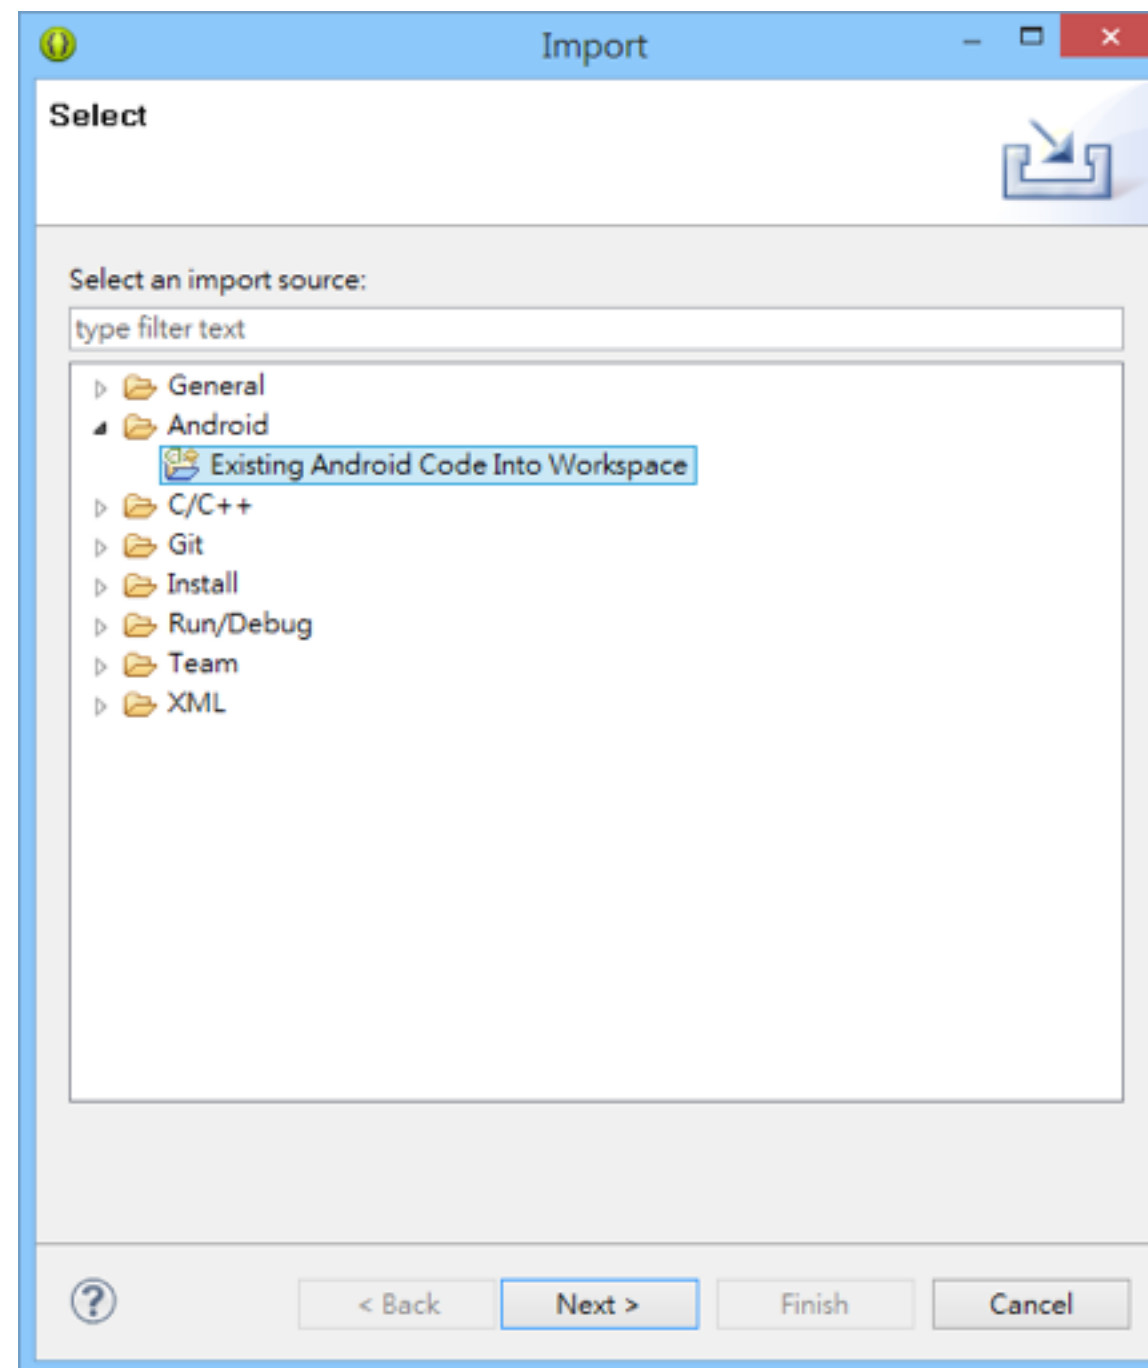 Import
Select
Select an import source:
type filter text
General
Android
Existing Android Code Into Workspace
C/C++
Git
Install
Run/Debug
Team
XML
< Back Next > Finish Cancel